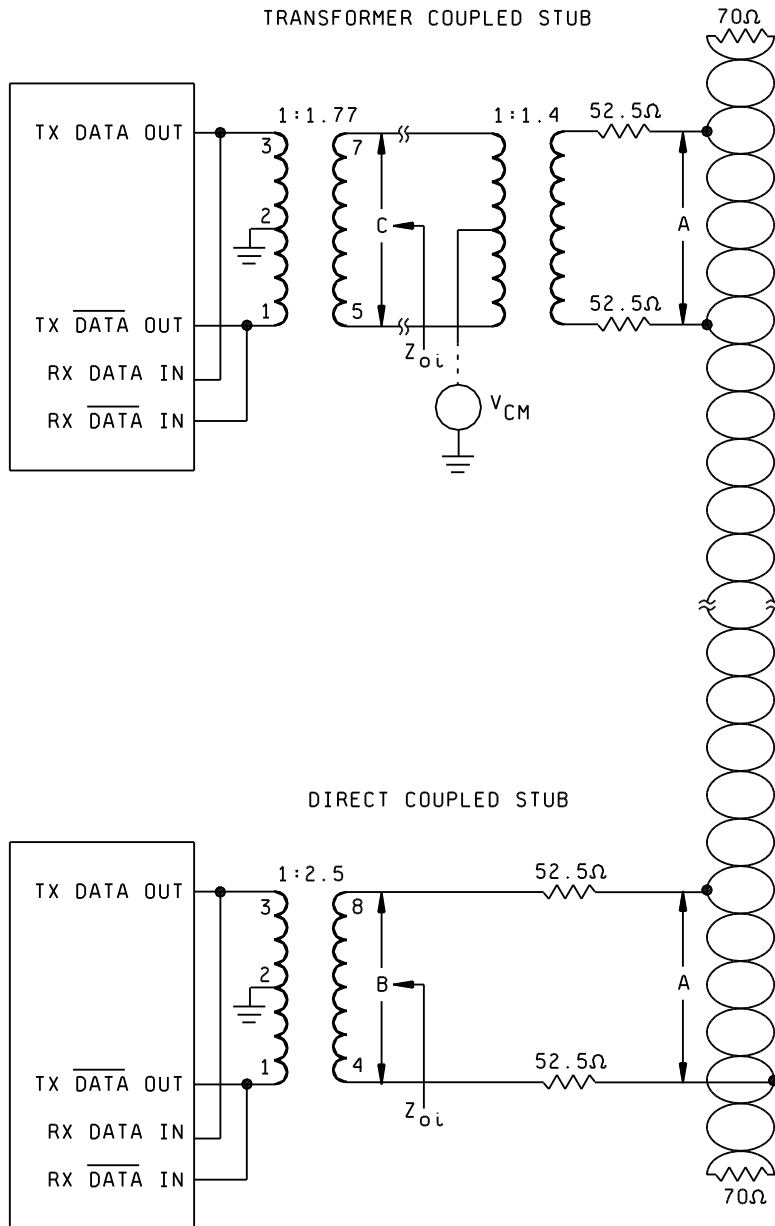 TRANSFORMER COUPLED STUB
70Ω
1:1.77
1:1.4
52.5Ω
TX DATA OUT
3
7
2
C
A
TX DATA OUT
1
5
52.5Ω
Zoi
RX DATA IN
RX DATA IN
VCM
DIRECT COUPLED STUB
1:2.5
52.5Ω
TX DATA OUT
3
8
2
B
A
TX DATA OUT
1
4
52.5Ω
Zoi
RX DATA IN
RX DATA IN
70Ω